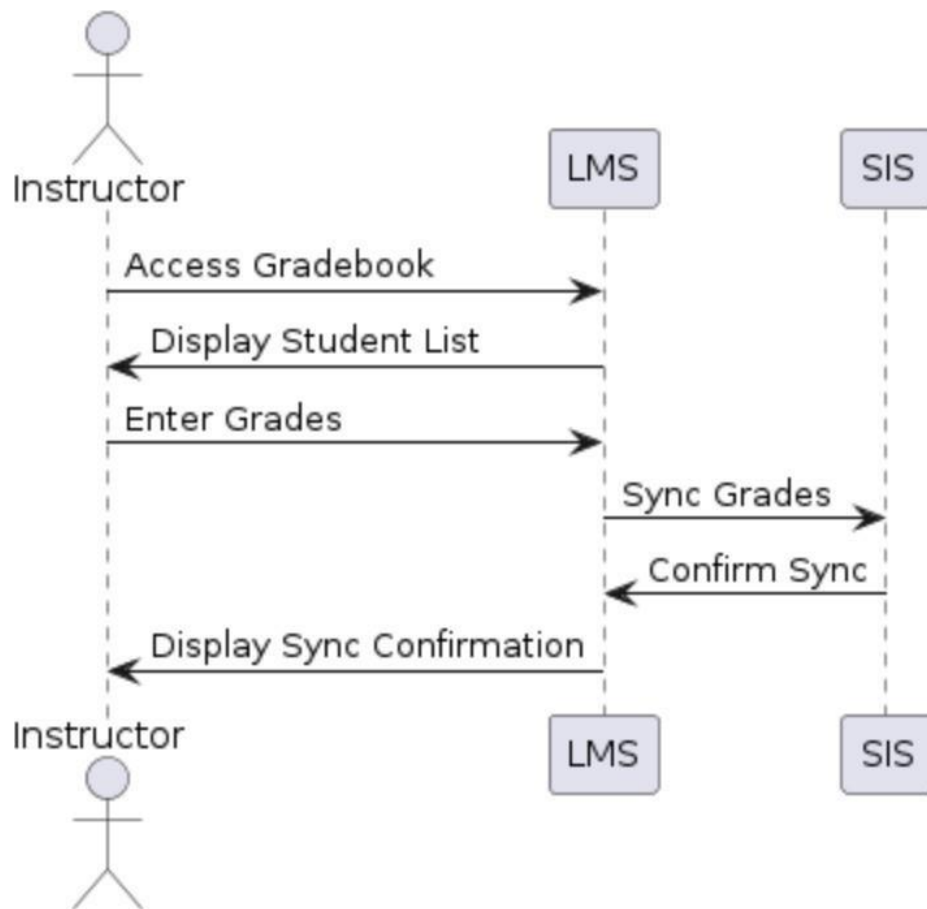 Instructor
LMS
SIS
Access Gradebook
Display Student List
Enter Grades
Sync Grades
Confirm Sync
Display Sync Confirmation
Instructor
LMS
SIS